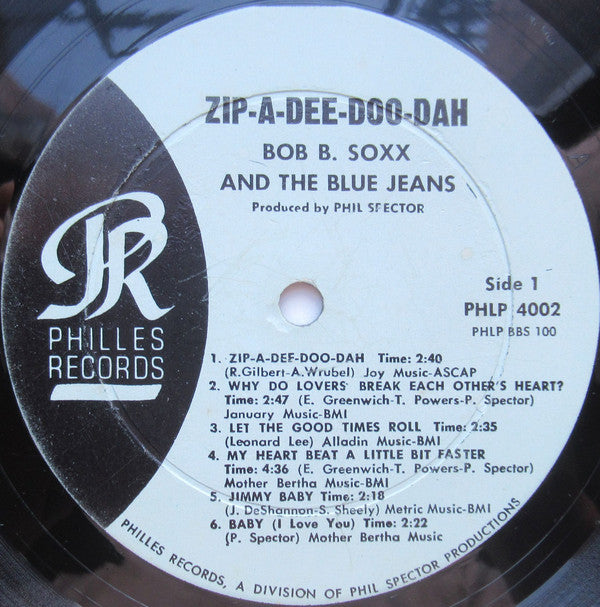 ZIP-A-DEE-DOO-DAH
BOB B. SOXX
AND THE BLUE JEANS
Produced by PHIL SPECTOR
PR
PHILLES
RECORDS
Side 1
PHLP 4002
PHLP BBS 100
1. ZIP-A-DEE-DOO-DAH Time: 2:40
(R.Gilbert-A.Wrubel) Joy Music-ASCAP
2. WHY DO LOVERS BREAK EACH OTHER'S HEART?
Time: 2:47 (E. Greenwich-T. Powers-P. Spector)
January Music-BMI
3. LET THE GOOD TIMES ROLL Time: 2:35
(Leonard Lee) Alladin Music-BMI
4. MY HEART BEAT A LITTLE BIT FASTER
Time: 4:36 (E. Greenwich-T. Powers-P. Spector)
Mother Bertha Music-BMI
5. JIMMY BABY Time: 2:18
(J. DeShannon-S. Sheely) Metric Music-BMI
6. BABY (I Love You) Time: 2:22
(P. Spector) Mother Bertha Music
PHILLES RECORDS, A DIVISION OF PHIL SPECTOR PRODUCTIONS